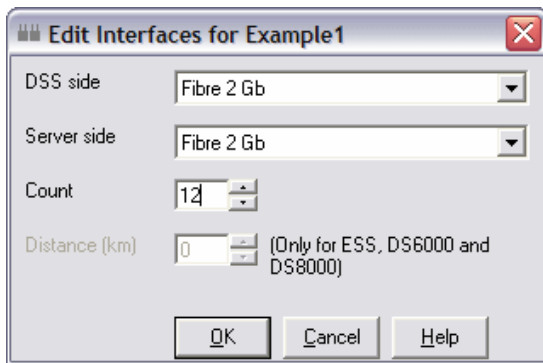 Edit Interfaces for Example1
DSS side
Fibre 2 Gb
Server side
Fibre 2 Gb
Count
12
Distance (km)
0
(Only for ESS, DS6000 and
DS8000)
OK
Cancel
Help